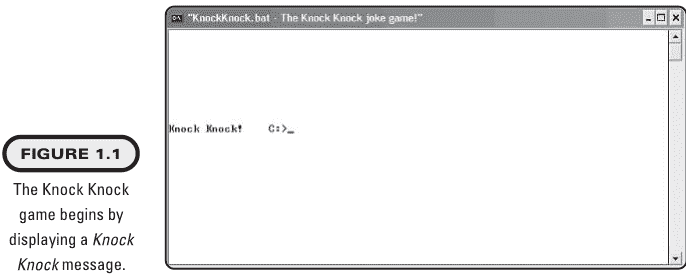 "KnockKnock.bat - The Knock Knock joke game!"
Knock Knock!    C:>_
FIGURE 1.1
The Knock Knock
game begins by
displaying a Knock
Knock message.